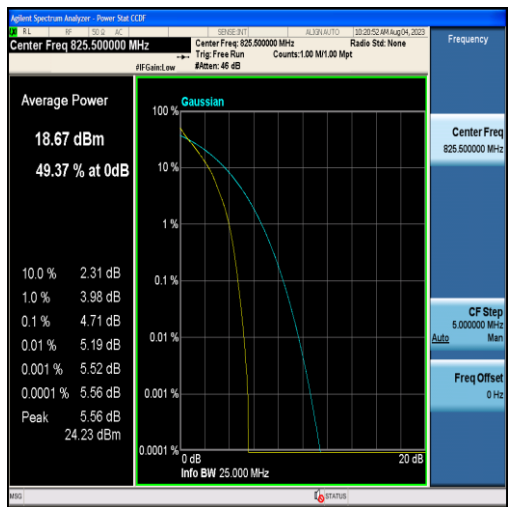 Agilent Spectrum Analyzer - Power Stat CCDF
RL RF 50 Ω AC SENSE:INT ALIGN AUTO 10:20:52 AM Aug 04, 2023
Center Freq 825.500000 MHz
Center Freq: 825.500000 MHz Radio Std: None
Trig: Free Run Counts:1.00 M/1.00 Mpt
#IFGain:Low #Atten: 46 dB
Frequency
Average Power
18.67 dBm
49.37 % at 0dB
10.0 % 2.31 dB
1.0 % 3.98 dB
0.1 % 4.71 dB
0.01 % 5.19 dB
0.001 % 5.52 dB
0.0001 % 5.56 dB
Peak 5.56 dB
24.23 dBm
Gaussian
100 %
10 %
1 %
0.1 %
0.01 %
0.001 %
0.0001 %
0 dB 20 dB
Info BW 25.000 MHz
Center Freq
825.500000 MHz
CF Step
5.000000 MHz
Auto Man
Freq Offset
0 Hz
MSG STATUS